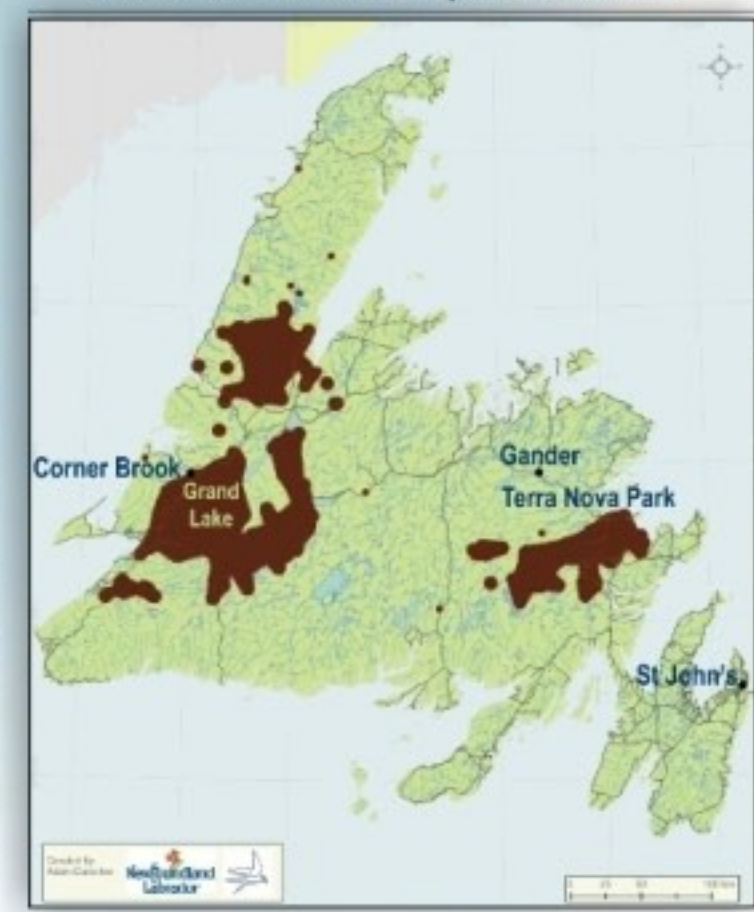 Corner Brook
Grand
Lake
Gander
Terra Nova Park
St John's
Newfoundland
Labrador